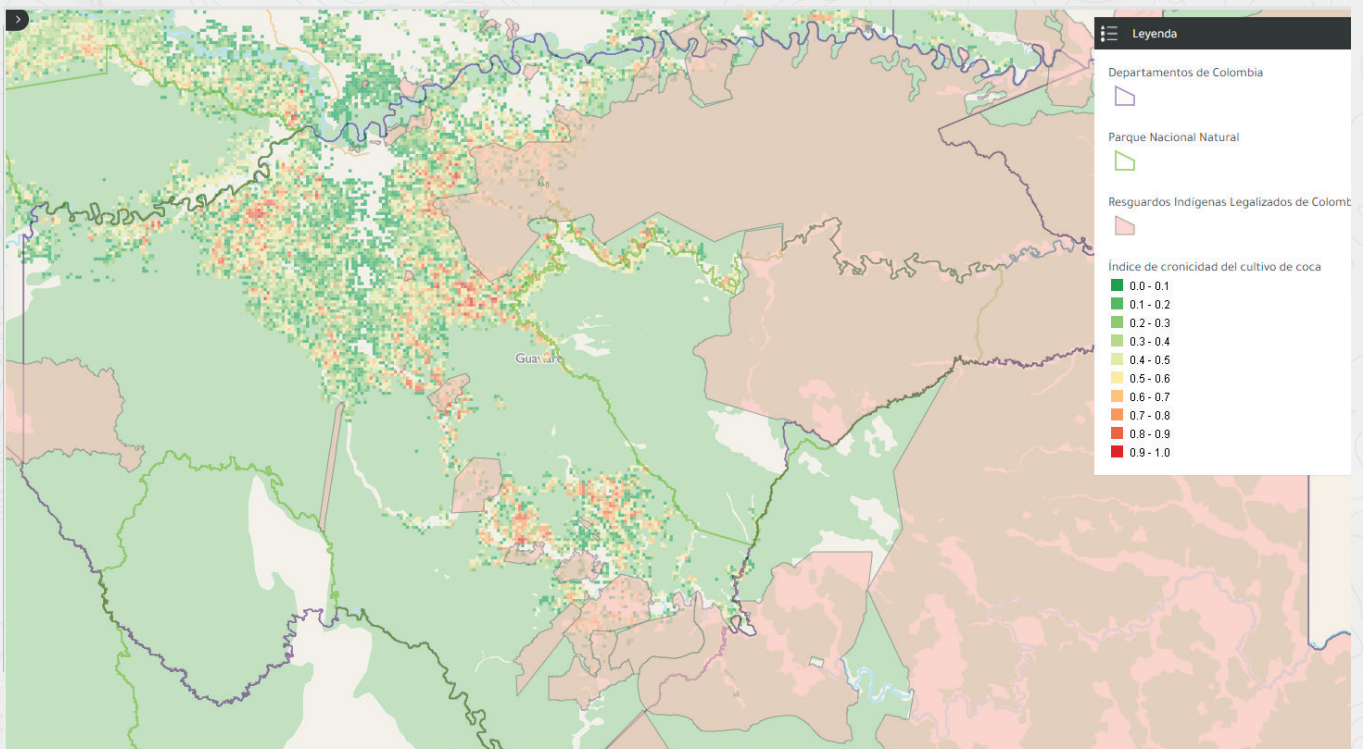 Leyenda
Departamentos de Colombia
Parque Nacional Natural
Resguardos Indígenas Legalizados de Colomb
Índice de cronicidad del cultivo de coca
0.0 - 0.1
0.1 - 0.2
0.2 - 0.3
0.3 - 0.4
0.4 - 0.5
0.5 - 0.6
0.6 - 0.7
0.7 - 0.8
0.8 - 0.9
0.9 - 1.0
Guaviare